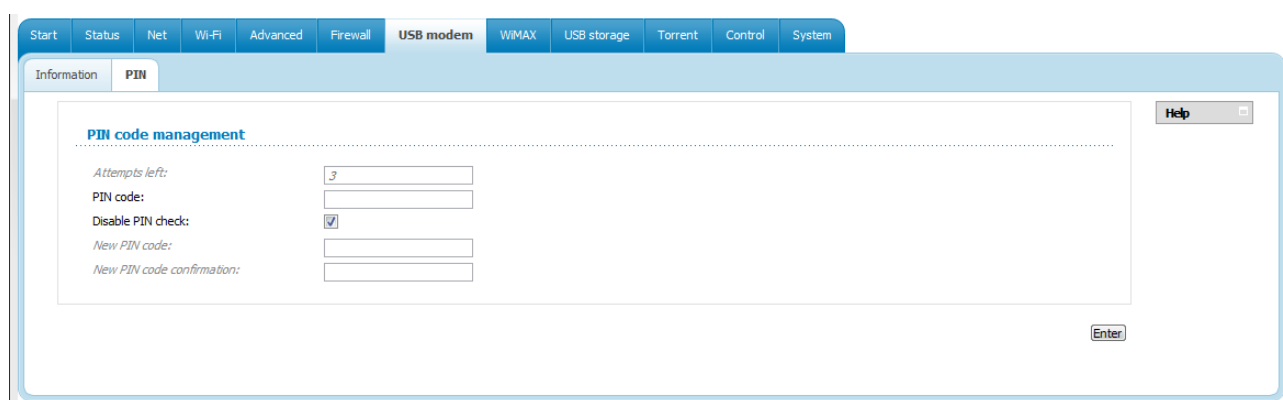 Start Status Net Wi-Fi Advanced Firewall USB modem WiMAX USB storage Torrent Control System
Information PIN
Help
PIN code management
Attempts left: 3
PIN code:
Disable PIN check:
New PIN code:
New PIN code confirmation:
Enter